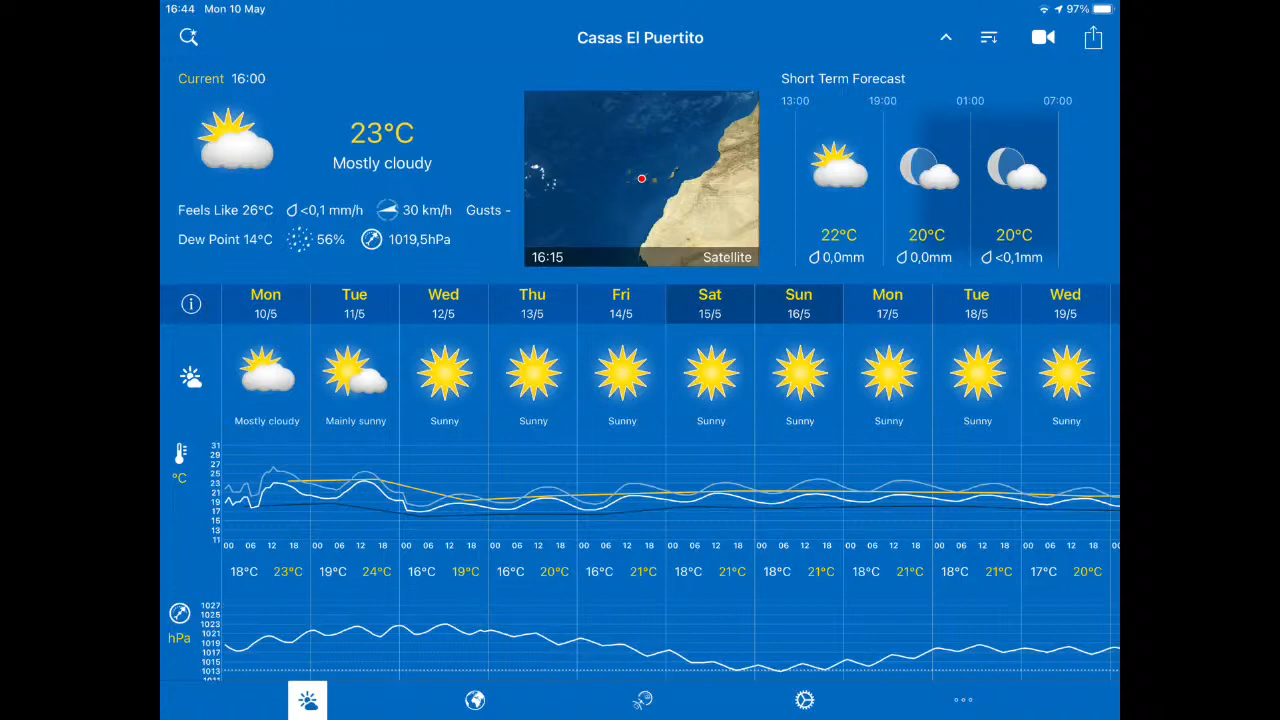 16:44 Mon 10 May 97%
Casas El Puertito
Current 16:00
23°C
Mostly cloudy
Feels Like 26°C <0,1 mm/h 30 km/h Gusts -
Dew Point 14°C 56% 1019,5hPa
16:15 Satellite
Short Term Forecast
13:00 19:00 01:00 07:00
22°C 20°C 20°C
0,0mm 0,0mm <0,1mm
Mon Tue Wed Thu Fri Sat Sun Mon Tue Wed
10/5 11/5 12/5 13/5 14/5 15/5 16/5 17/5 18/5 19/5
Mostly cloudy Mainly sunny Sunny Sunny Sunny Sunny Sunny Sunny Sunny Sunny
°C
31
29
27
25
23
21
19
17
15
13
11
00 06 12 18 00 06 12 18 00 06 12 18 00 06 12 18 00 06 12 18 00 06 12 18 00 06 12 18 00 06 12 18 00 06 12 18 00 06 12 18 00
18°C 23°C 19°C 24°C 16°C 19°C 16°C 20°C 16°C 21°C 18°C 21°C 18°C 21°C 18°C 21°C 18°C 21°C 17°C 20°C
hPa
1027
1025
1023
1021
1019
1017
1015
1013
1011